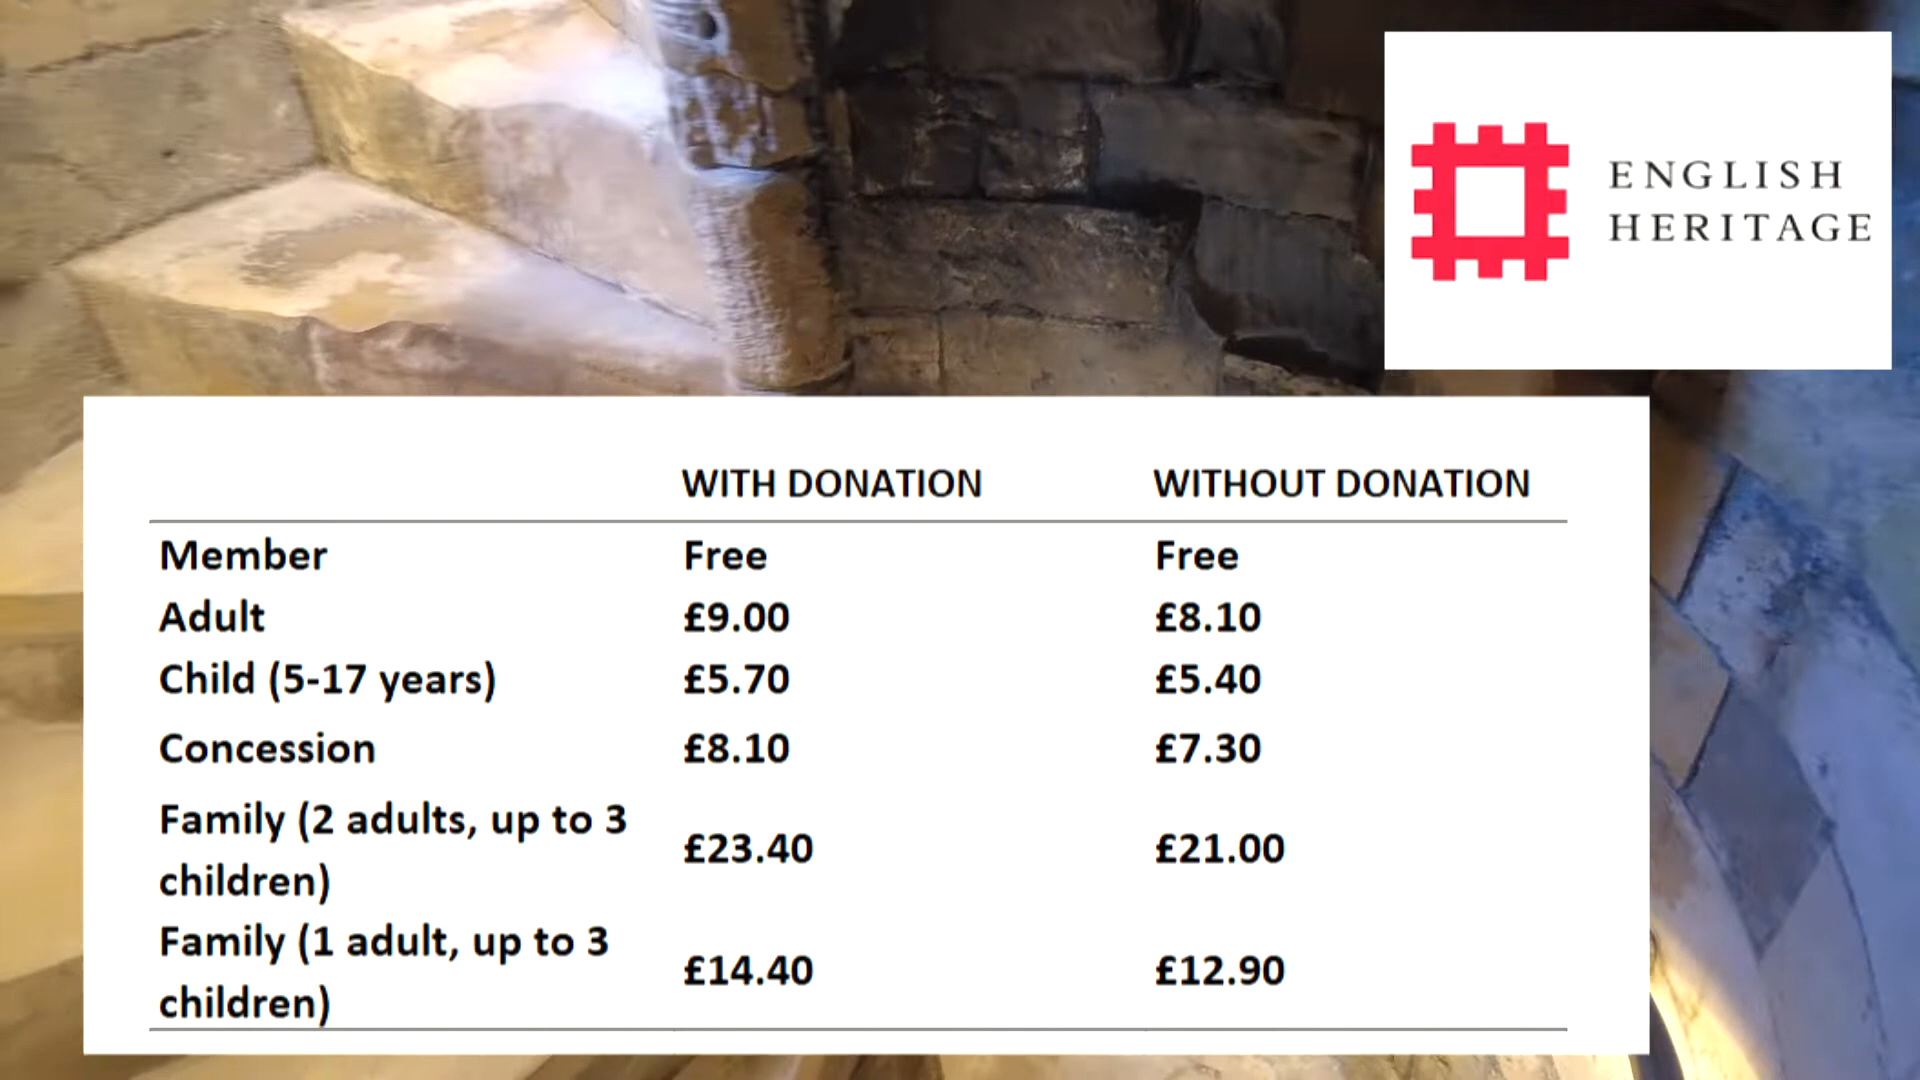 ENGLISH
HERITAGE
WITH DONATION WITHOUT DONATION
Member Free Free
Adult £9.00 £8.10
Child (5-17 years) £5.70 £5.40
Concession £8.10 £7.30
Family (2 adults, up to 3
children) £23.40 £21.00
Family (1 adult, up to 3
children) £14.40 £12.90